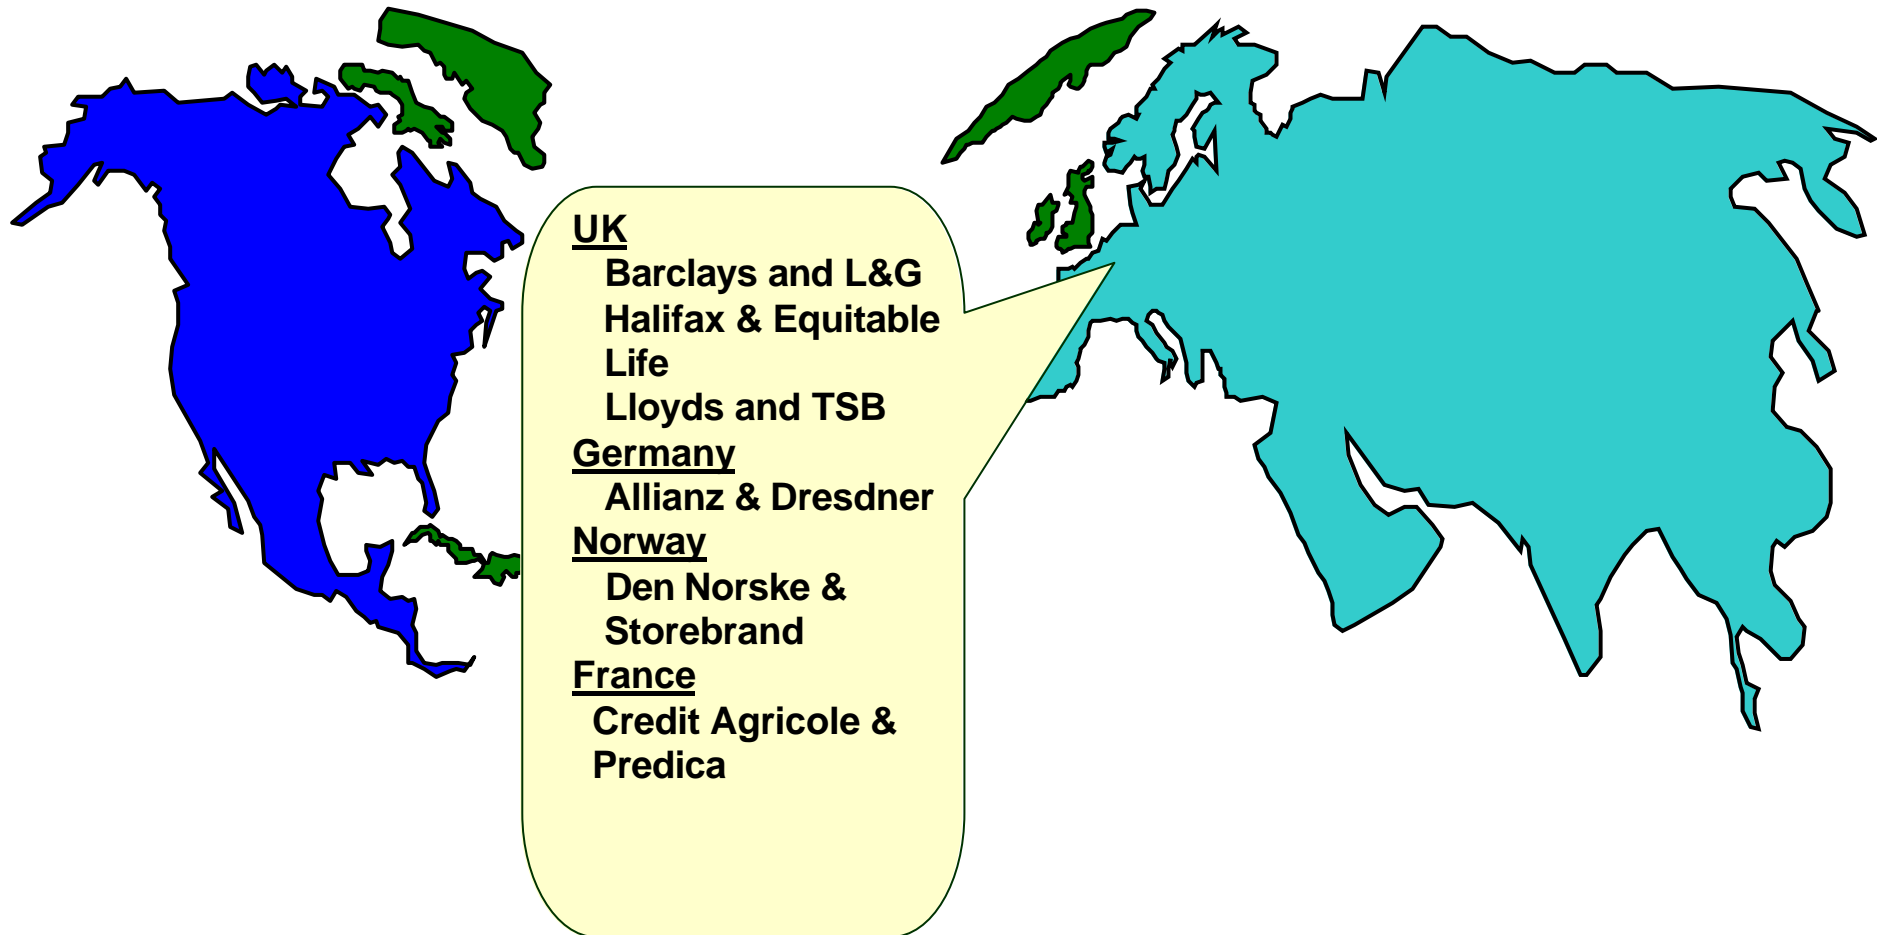 UK
Barclays and L&G
Halifax & Equitable
Life
Lloyds and TSB
Germany
Allianz & Dresdner
Norway
Den Norske &
Storebrand
France
Credit Agricole &
Predica